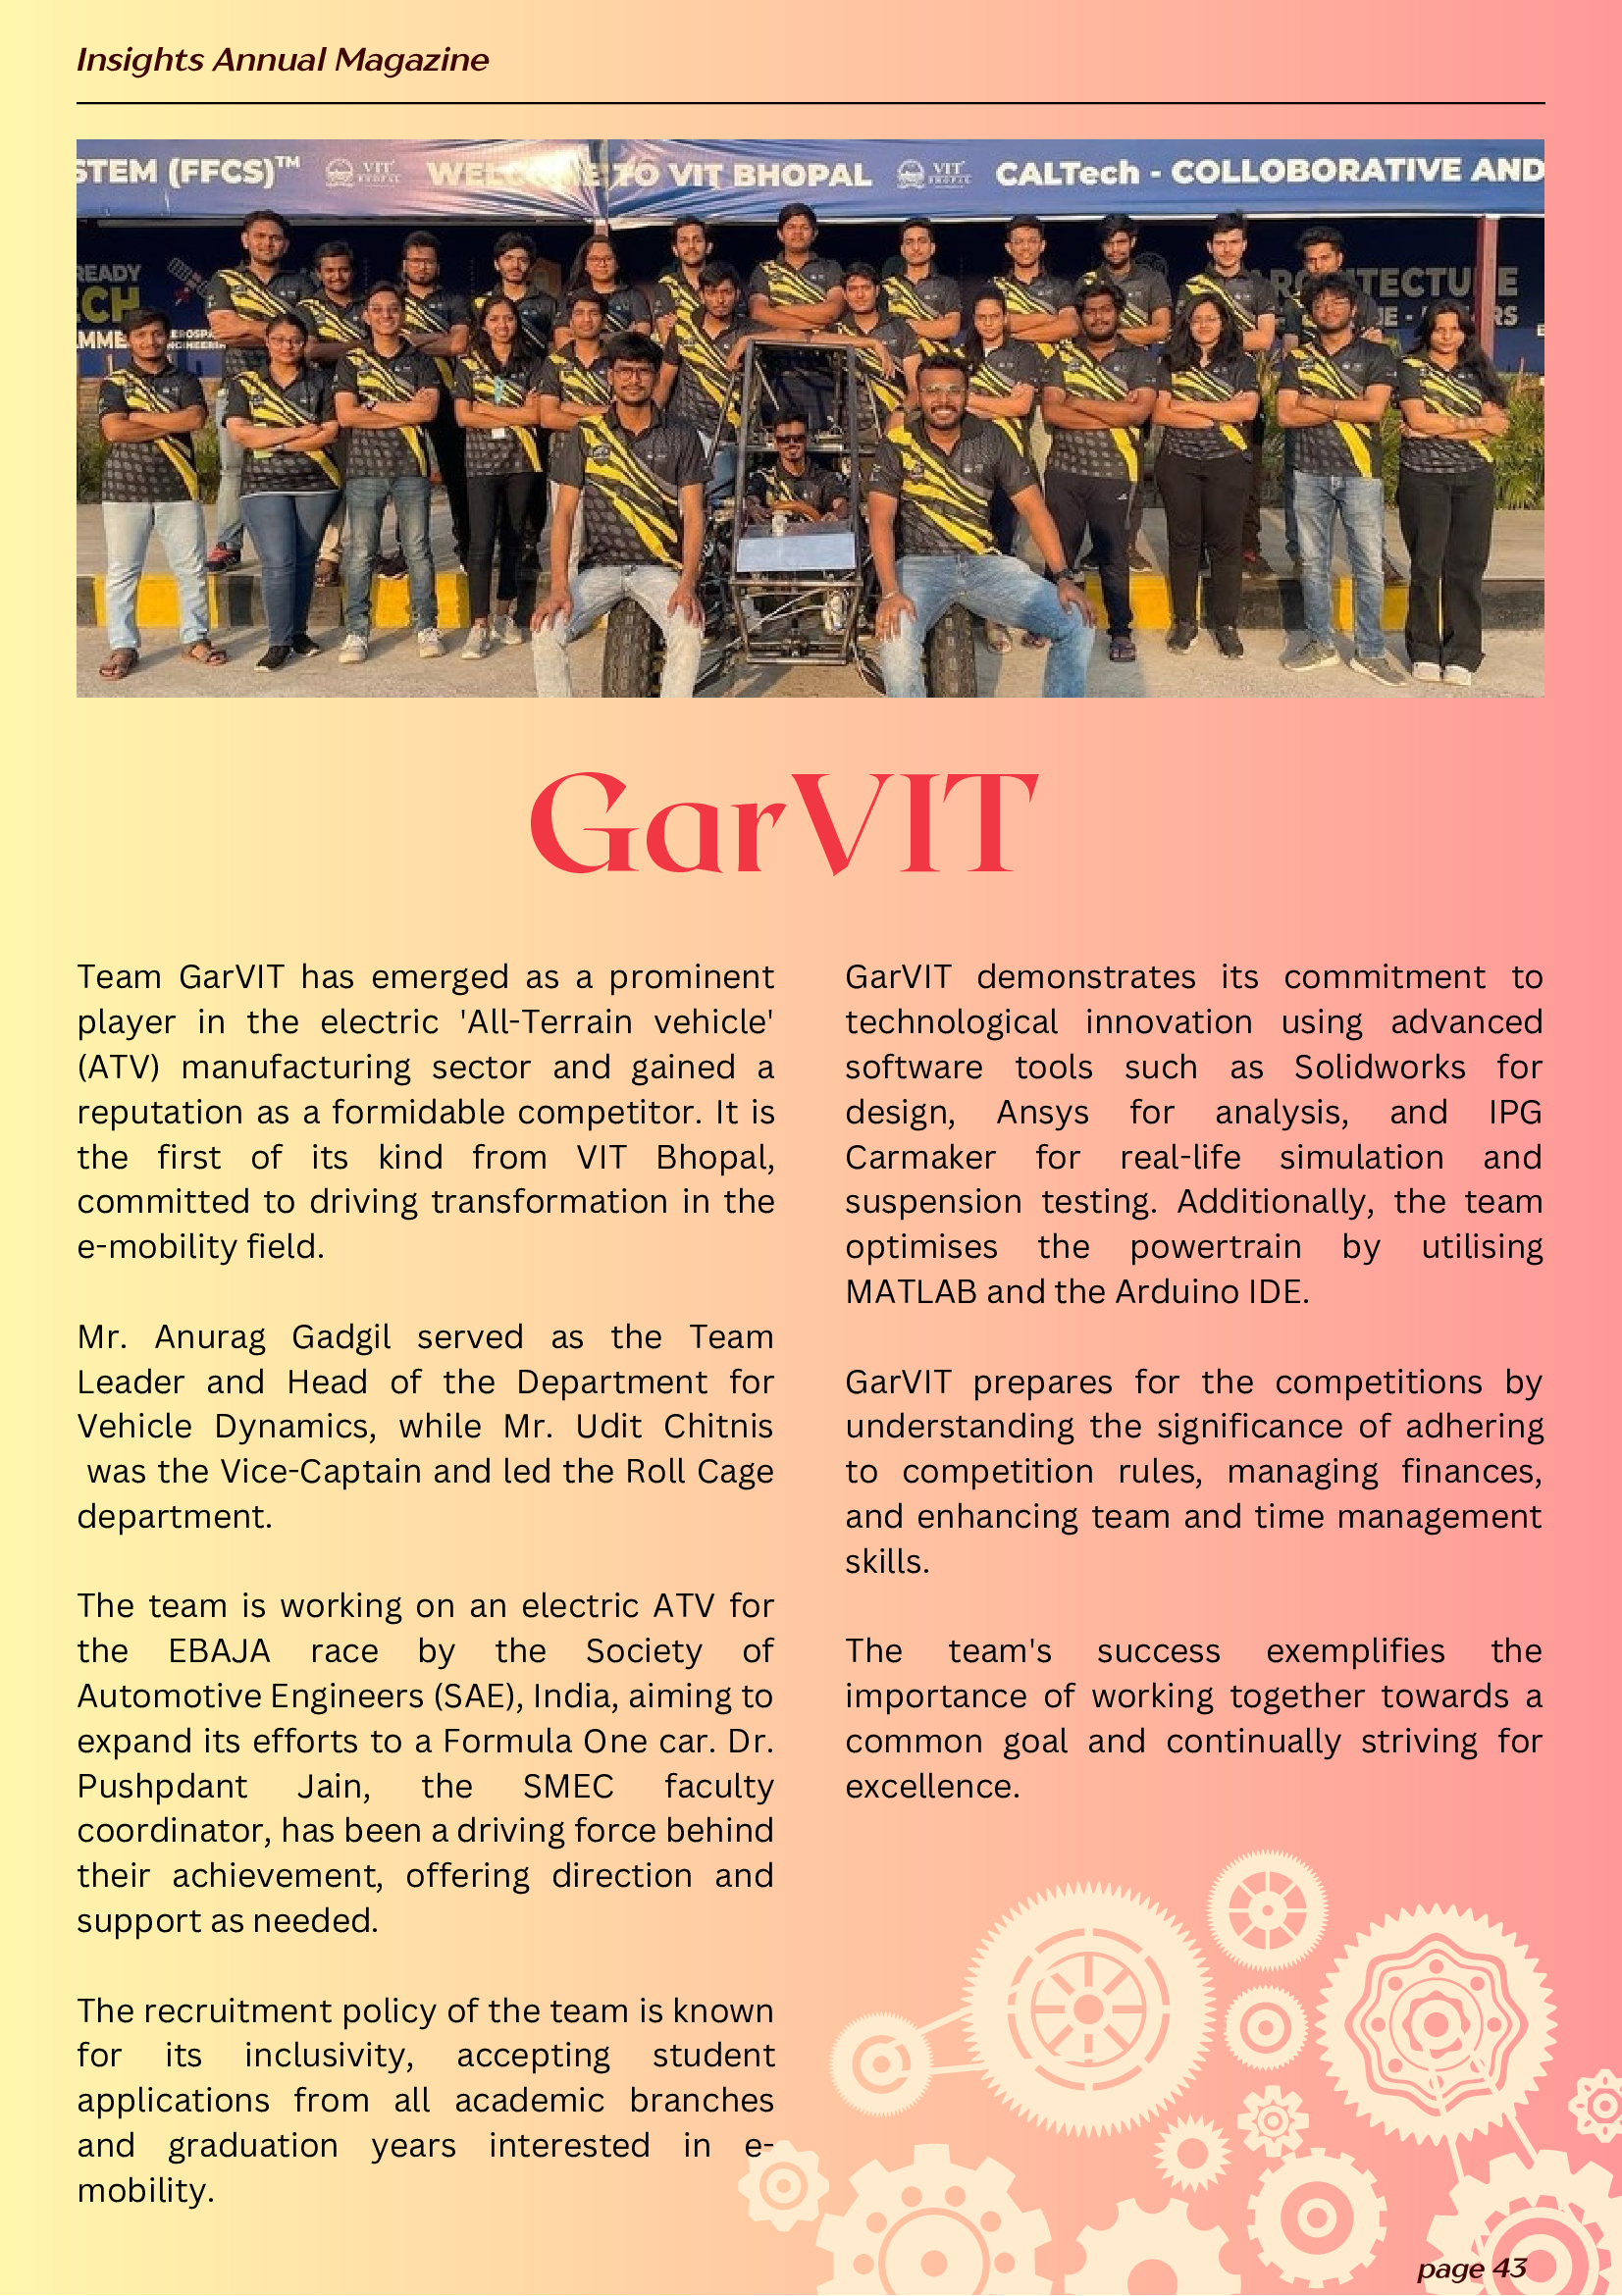 Insights Annual Magazine
STEM (FFCS)™ VIT BHOPAL WELCOME TO VIT BHOPAL VIT BHOPAL CALTech - COLLOBORATIVE AND
READY
ECH
AMME
ENGINEERIN
GarVIT
Team GarVIT has emerged as a prominent
player in the electric 'All-Terrain vehicle'
(ATV) manufacturing sector and gained a
reputation as a formidable competitor. It is
the first of its kind from VIT Bhopal,
committed to driving transformation in the
e-mobility field.
Mr. Anurag Gadgil served as the Team
Leader and Head of the Department for
Vehicle Dynamics, while Mr. Udit Chitnis
was the Vice-Captain and led the Roll Cage
department.
The team is working on an electric ATV for
the EBAJA race by the Society of
Automotive Engineers (SAE), India, aiming to
expand its efforts to a Formula One car. Dr.
Pushpdant Jain, the SMEC faculty
coordinator, has been a driving force behind
their achievement, offering direction and
support as needed.
The recruitment policy of the team is known
for its inclusivity, accepting student
applications from all academic branches
and graduation years interested in e-
mobility.
GarVIT demonstrates its commitment to
technological innovation using advanced
software tools such as Solidworks for
design, Ansys for analysis, and IPG
Carmaker for real-life simulation and
suspension testing. Additionally, the team
optimises the powertrain by utilising
MATLAB and the Arduino IDE.
GarVIT prepares for the competitions by
understanding the significance of adhering
to competition rules, managing finances,
and enhancing team and time management
skills.
The team's success exemplifies the
importance of working together towards a
common goal and continually striving for
excellence.
page 43